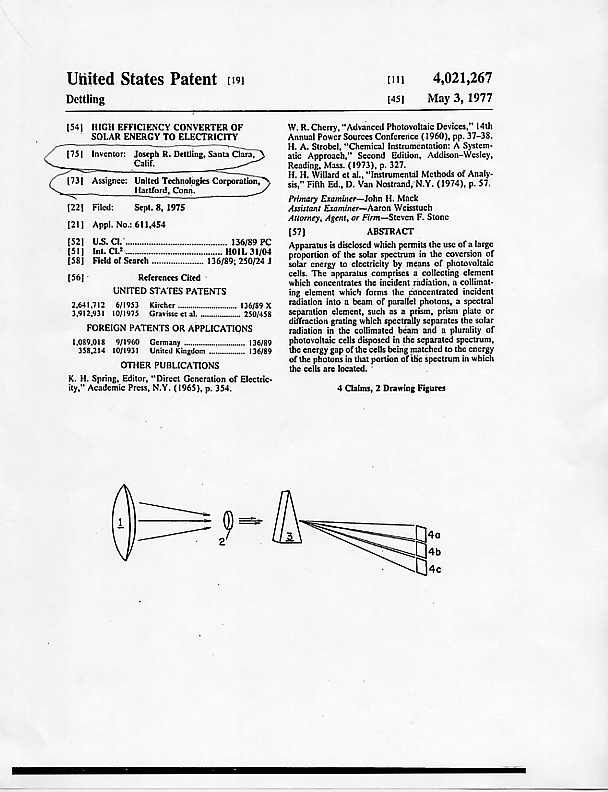 United States Patent [19]
[11] 4,021,267
Dettling
[45] May 3, 1977
[54] HIGH EFFICIENCY CONVERTER OF
SOLAR ENERGY TO ELECTRICITY
[75] Inventor: Joseph R. Dettling, Santa Clara,
Calif.
[73] Assignee: United Technologies Corporation,
Hartford, Conn.
[22] Filed: Sept. 8, 1975
[21] Appl. No.: 611,454
[52] U.S. Cl. ........................................ 136/89 PC
[51] Int. Cl.² ...................................... H01L 31/04
[58] Field of Search ..................... 136/89; 250/24 J
[56] References Cited
UNITED STATES PATENTS
2,641,712 6/1953 Kircher ........................ 136/89 X
3,912,931 10/1975 Gravisse et al. ................ 250/458
FOREIGN PATENTS OR APPLICATIONS
1,089,018 9/1960 Germany ......................... 136/89
358,214 10/1931 United Kingdom ............... 136/89
OTHER PUBLICATIONS
K. H. Spring, Editor, "Direct Generation of Electric-
ity," Academic Press, N.Y. (1965), p. 354.
W. R. Cherry, "Advanced Photovoltaic Devices," 14th
Annual Power Sources Conference (1960), pp. 37-38.
H. A. Strobel, "Chemical Instrumentation: A System-
atic Approach," Second Edition, Addison-Wesley,
Reading, Mass. (1973), p. 327.
H. H. Willard et al., "Instrumental Methods of Analy-
sis," Fifth Ed., D. Van Nostrand, N.Y. (1974), p. 57.
Primary Examiner—John H. Mack
Assistant Examiner—Aaron Weisstuch
Attorney, Agent, or Firm—Steven F. Stone
[57] ABSTRACT
Apparatus is disclosed which permits the use of a large
proportion of the solar spectrum in the coversion of
solar energy to electricity by means of photovoltaic
cells. The apparatus comprises a collecting element
which concentrates the incident radiation, a collimat-
ing element which forms the concentrated incident
radiation into a beam of parallel photons, a spectral
separation element, such as a prism, prism plate or
diffraction grating which spectrally separates the solar
radiation in the collimated beam and a plurality of
photovoltaic cells disposed in the separated spectrum,
the energy gap of the cells being matched to the energy
of the photons in that portion of the spectrum in which
the cells are located.
4 Claims, 2 Drawing Figures
1
2
3
4a
4b
4c